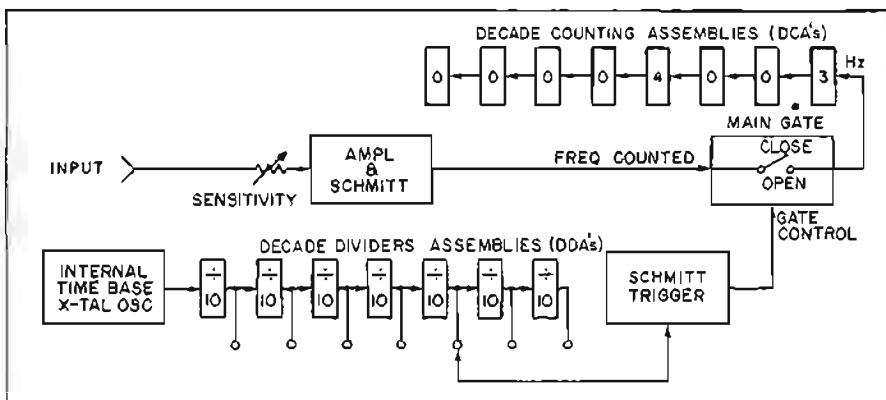 DECADE COUNTING ASSEMBLIES (DCA's)
0 0 0 0 4 0 0 3
Hz
MAIN GATE
CLOSE
OPEN
INPUT
SENSITIVITY
AMPL
&
SCHMITT
FREQ COUNTED
GATE
CONTROL
DECADE DIVIDERS ASSEMBLIES (DDA's)
INTERNAL
TIME BASE
X-TAL OSC
÷ ÷ ÷ ÷ ÷ ÷ ÷
10 10 10 10 10 10 10
SCHMITT
TRIGGER